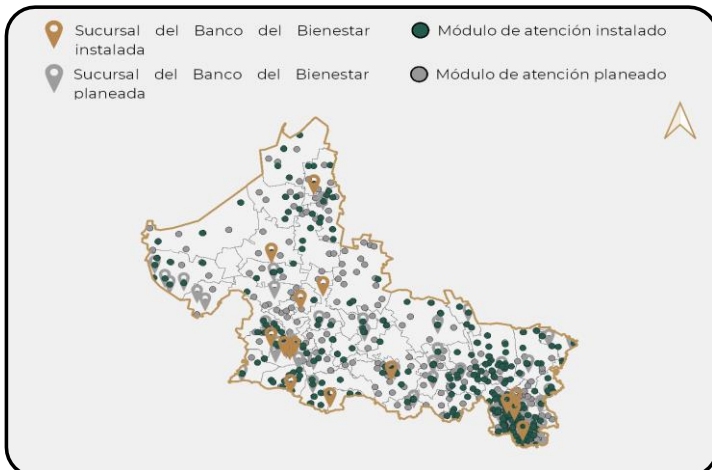 Sucursal del Banco del Bienestar
instalada
Módulo de atención instalado
Sucursal del Banco del Bienestar
planeada
Módulo de atención planeado